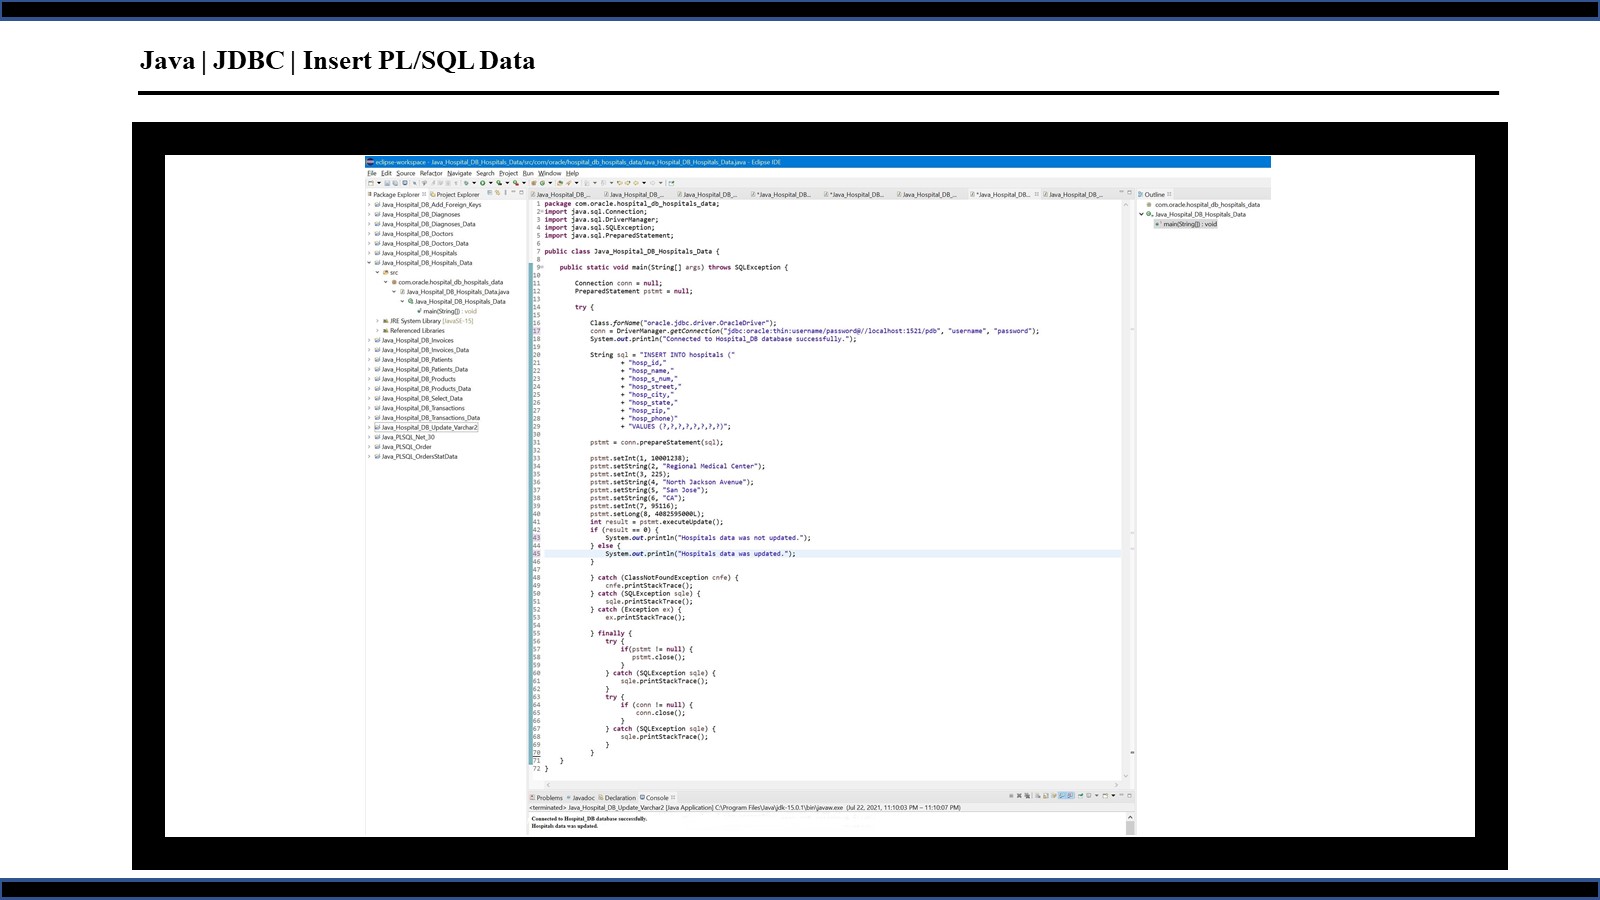 Java | JDBC | Insert PL/SQL Data
eclipse-workspace - Java_Hospital_DB_Hospitals_Data/src/com/oracle/hospital_db_hospitals_data/Java_Hospital_DB_Hospitals_Data.java - Eclipse IDE
File Edit Source Refactor Navigate Search Project Run Window Help
Package Explorer Project Explorer
Java_Hospital_DB_Add_Foreign_Keys
Java_Hospital_DB_Diagnoses
Java_Hospital_DB_Diagnoses_Data
Java_Hospital_DB_Doctors
Java_Hospital_DB_Doctors_Data
Java_Hospital_DB_Hospitals
Java_Hospital_DB_Hospitals_Data
src
com.oracle.hospital_db_hospitals_data
Java_Hospital_DB_Hospitals_Data.java
Java_Hospital_DB_Hospitals_Data
main(String[]) : void
JRE System Library [JavaSE-15]
Referenced Libraries
Java_Hospital_DB_Invoices
Java_Hospital_DB_Invoices_Data
Java_Hospital_DB_Patients
Java_Hospital_DB_Patients_Data
Java_Hospital_DB_Products
Java_Hospital_DB_Products_Data
Java_Hospital_DB_Select_Data
Java_Hospital_DB_Transactions
Java_Hospital_DB_Transactions_Data
Java_Hospital_DB_Update_Varchar2
Java_PLSQL_Net_30
Java_PLSQL_Order
Java_PLSQL_OrdersStatData
Java_Hospital_DB_... Java_Hospital_DB_... Java_Hospital_DB_... *Java_Hospital_DB... *Java_Hospital_DB... Java_Hospital_DB_... *Java_Hospital_DB... Java_Hospital_DB_...
1 package com.oracle.hospital_db_hospitals_data;
2 import java.sql.Connection;
3 import java.sql.DriverManager;
4 import java.sql.SQLException;
5 import java.sql.PreparedStatement;
6
7 public class Java_Hospital_DB_Hospitals_Data {
8
9 public static void main(String[] args) throws SQLException {
10
11 Connection conn = null;
12 PreparedStatement pstmt = null;
13
14 try {
15
16 Class.forName("oracle.jdbc.driver.OracleDriver");
17 conn = DriverManager.getConnection("jdbc:oracle:thin:username/password@//localhost:1521/pdb", "username", "password");
18 System.out.println("Connected to Hospital_DB database successfully.");
19
20 String sql = "INSERT INTO hospitals ("
21 + "hosp_id,"
22 + "hosp_name,"
23 + "hosp_s_num,"
24 + "hosp_street,"
25 + "hosp_city,"
26 + "hosp_state,"
27 + "hosp_zip,"
28 + "hosp_phone)"
29 + "VALUES (?,?,?,?,?,?,?,?)";
30
31 pstmt = conn.prepareStatement(sql);
32
33 pstmt.setInt(1, 10001238);
34 pstmt.setString(2, "Regional Medical Center");
35 pstmt.setInt(3, 225);
36 pstmt.setString(4, "North Jackson Avenue");
37 pstmt.setString(5, "San Jose");
38 pstmt.setString(6, "CA");
39 pstmt.setInt(7, 95116);
40 pstmt.setLong(8, 4082595000L);
41 int result = pstmt.executeUpdate();
42 if (result == 0) {
43 System.out.println("Hospitals data was not updated.");
44 } else {
45 System.out.println("Hospitals data was updated.");
46 }
47
48 } catch (ClassNotFoundException cnfe) {
49 cnfe.printStackTrace();
50 } catch (SQLException sqle) {
51 sqle.printStackTrace();
52 } catch (Exception ex) {
53 ex.printStackTrace();
54
55 } finally {
56 try {
57 if(pstmt != null) {
58 pstmt.close();
59 }
60 } catch (SQLException sqle) {
61 sqle.printStackTrace();
62 }
63 try {
64 if (conn != null) {
65 conn.close();
66 }
67 } catch (SQLException sqle) {
68 sqle.printStackTrace();
69 }
70 }
71 }
72 }
Outline
com.oracle.hospital_db_hospitals_data
Java_Hospital_DB_Hospitals_Data
main(String[]) : void
Problems Javadoc Declaration Console
<terminated> Java_Hospital_DB_Update_Varchar2 [Java Application] C:\Program Files\Java\jdk-15.0.1\bin\javaw.exe (Jul 22, 2021, 11:10:03 PM – 11:10:07 PM)
Connected to Hospital_DB database successfully.
Hospitals data was updated.